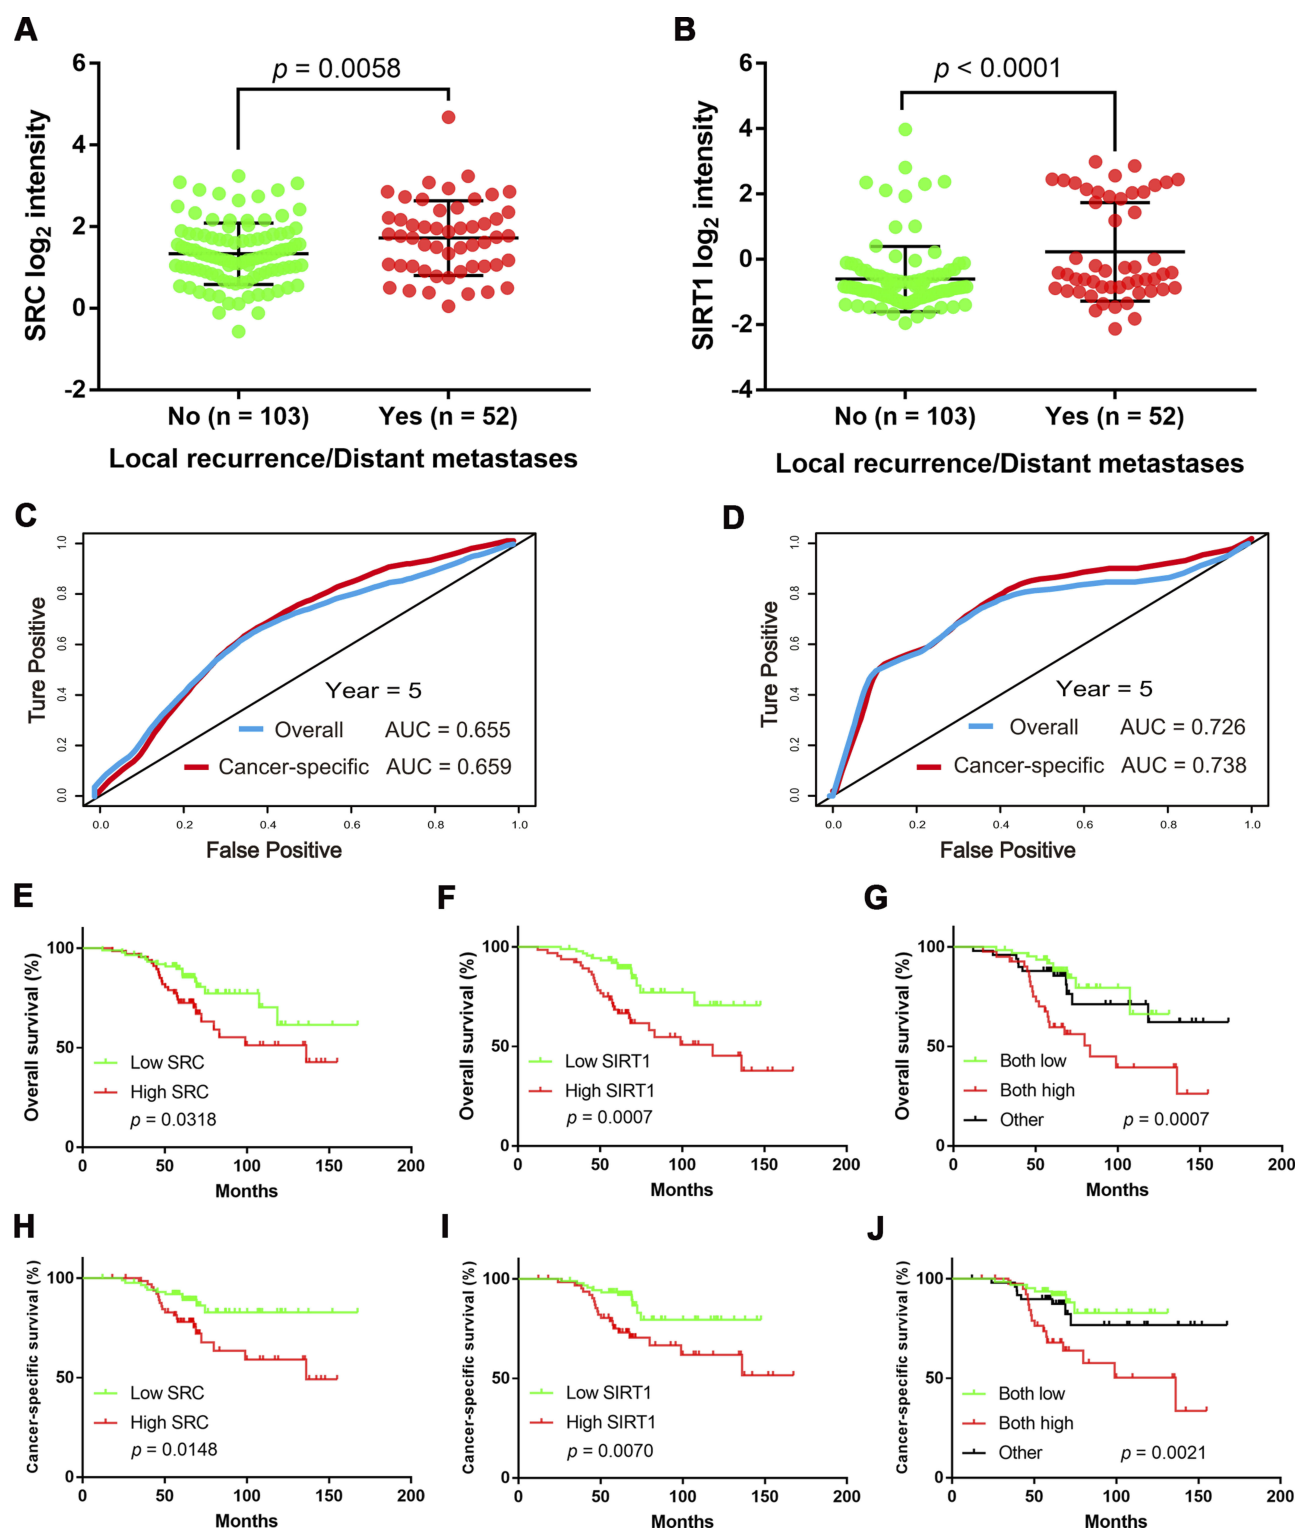 A
B
p = 0.0058
p < 0.0001
SRC log2 intensity
6
4
2
0
-2
No (n = 103)
Yes (n = 52)
Local recurrence/Distant metastases
SIRT1 log2 intensity
6
4
2
0
-2
-4
No (n = 103)
Yes (n = 52)
Local recurrence/Distant metastases
C
Ture Positive
1.0
0.8
0.6
0.4
0.2
0.0
Year = 5
Overall AUC = 0.655
Cancer-specific AUC = 0.659
0.0 0.2 0.4 0.6 0.8 1.0
False Positive
D
Ture Positive
1.0
0.8
0.6
0.4
0.2
0.0
Year = 5
Overall AUC = 0.726
Cancer-specific AUC = 0.738
0.0 0.2 0.4 0.6 0.8 1.0
False Positive
E
Overall survival (%)
100
50
0
Low SRC
High SRC
p = 0.0318
0 50 100 150 200
Months
F
Overall survival (%)
100
50
0
Low SIRT1
High SIRT1
p = 0.0007
0 50 100 150 200
Months
G
Overall survival (%)
100
50
0
Both low
Both high
Other
p = 0.0007
0 50 100 150 200
Months
H
Cancer-specific survival (%)
100
50
0
Low SRC
High SRC
p = 0.0148
0 50 100 150 200
Months
I
Cancer-specific survival (%)
100
50
0
Low SIRT1
High SIRT1
p = 0.0070
0 50 100 150 200
Months
J
Cancer-specific survival (%)
100
50
0
Both low
Both high
Other
p = 0.0021
0 50 100 150 200
Months